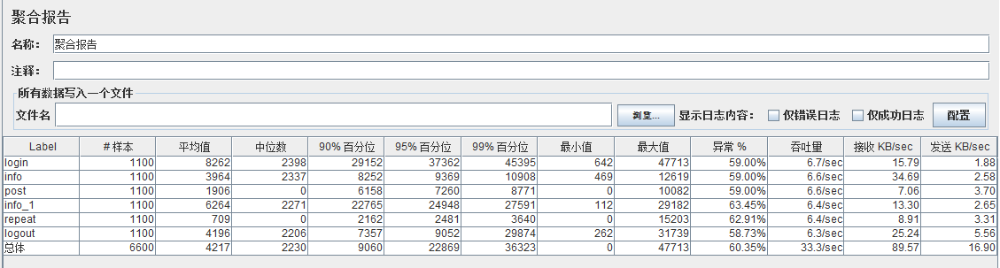 聚合报告
名称： 聚合报告
注释：
所有数据写入一个文件
文件名 浏览... 显示日志内容： 仅错误日志 仅成功日志 配置
Label # 样本 平均值 中位数 90% 百分位 95% 百分位 99% 百分位 最小值 最大值 异常 % 吞吐量 接收 KB/sec 发送 KB/sec
login 1100 8262 2398 29152 37362 45395 642 47713 59.00% 6.7/sec 15.79 1.88
info 1100 3964 2337 8252 9369 10908 469 12619 59.00% 6.6/sec 34.69 2.58
post 1100 1906 0 6158 7260 8771 0 10082 59.00% 6.6/sec 7.06 3.70
info_1 1100 6264 2271 22765 24948 27591 112 29182 63.45% 6.4/sec 13.30 2.65
repeat 1100 709 0 2162 2481 3640 0 15203 62.91% 6.4/sec 8.91 3.31
logout 1100 4196 2206 7357 9052 29874 262 31739 58.73% 6.3/sec 25.24 5.56
总体 6600 4217 2230 9060 22869 36323 0 47713 60.35% 33.3/sec 89.57 16.90